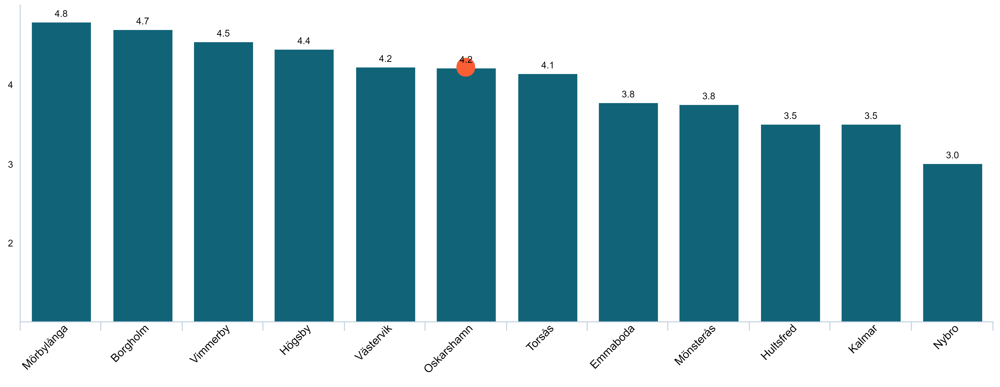 4.8
4.7
4.5
4.4
4.2
4.2
4.1
3.8
3.8
3.5
3.5
3.0
4
3
2
Mörbylånga
Borgholm
Vimmerby
Högsby
Västervik
Oskarshamn
Torsås
Emmaboda
Mönsterås
Hultsfred
Kalmar
Nybro